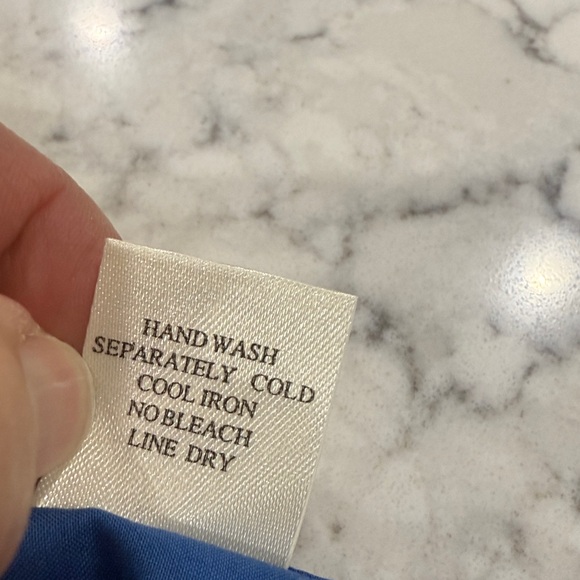 HAND WASH
SEPARATELY COLD
COOL IRON
NO BLEACH
LINE DRY